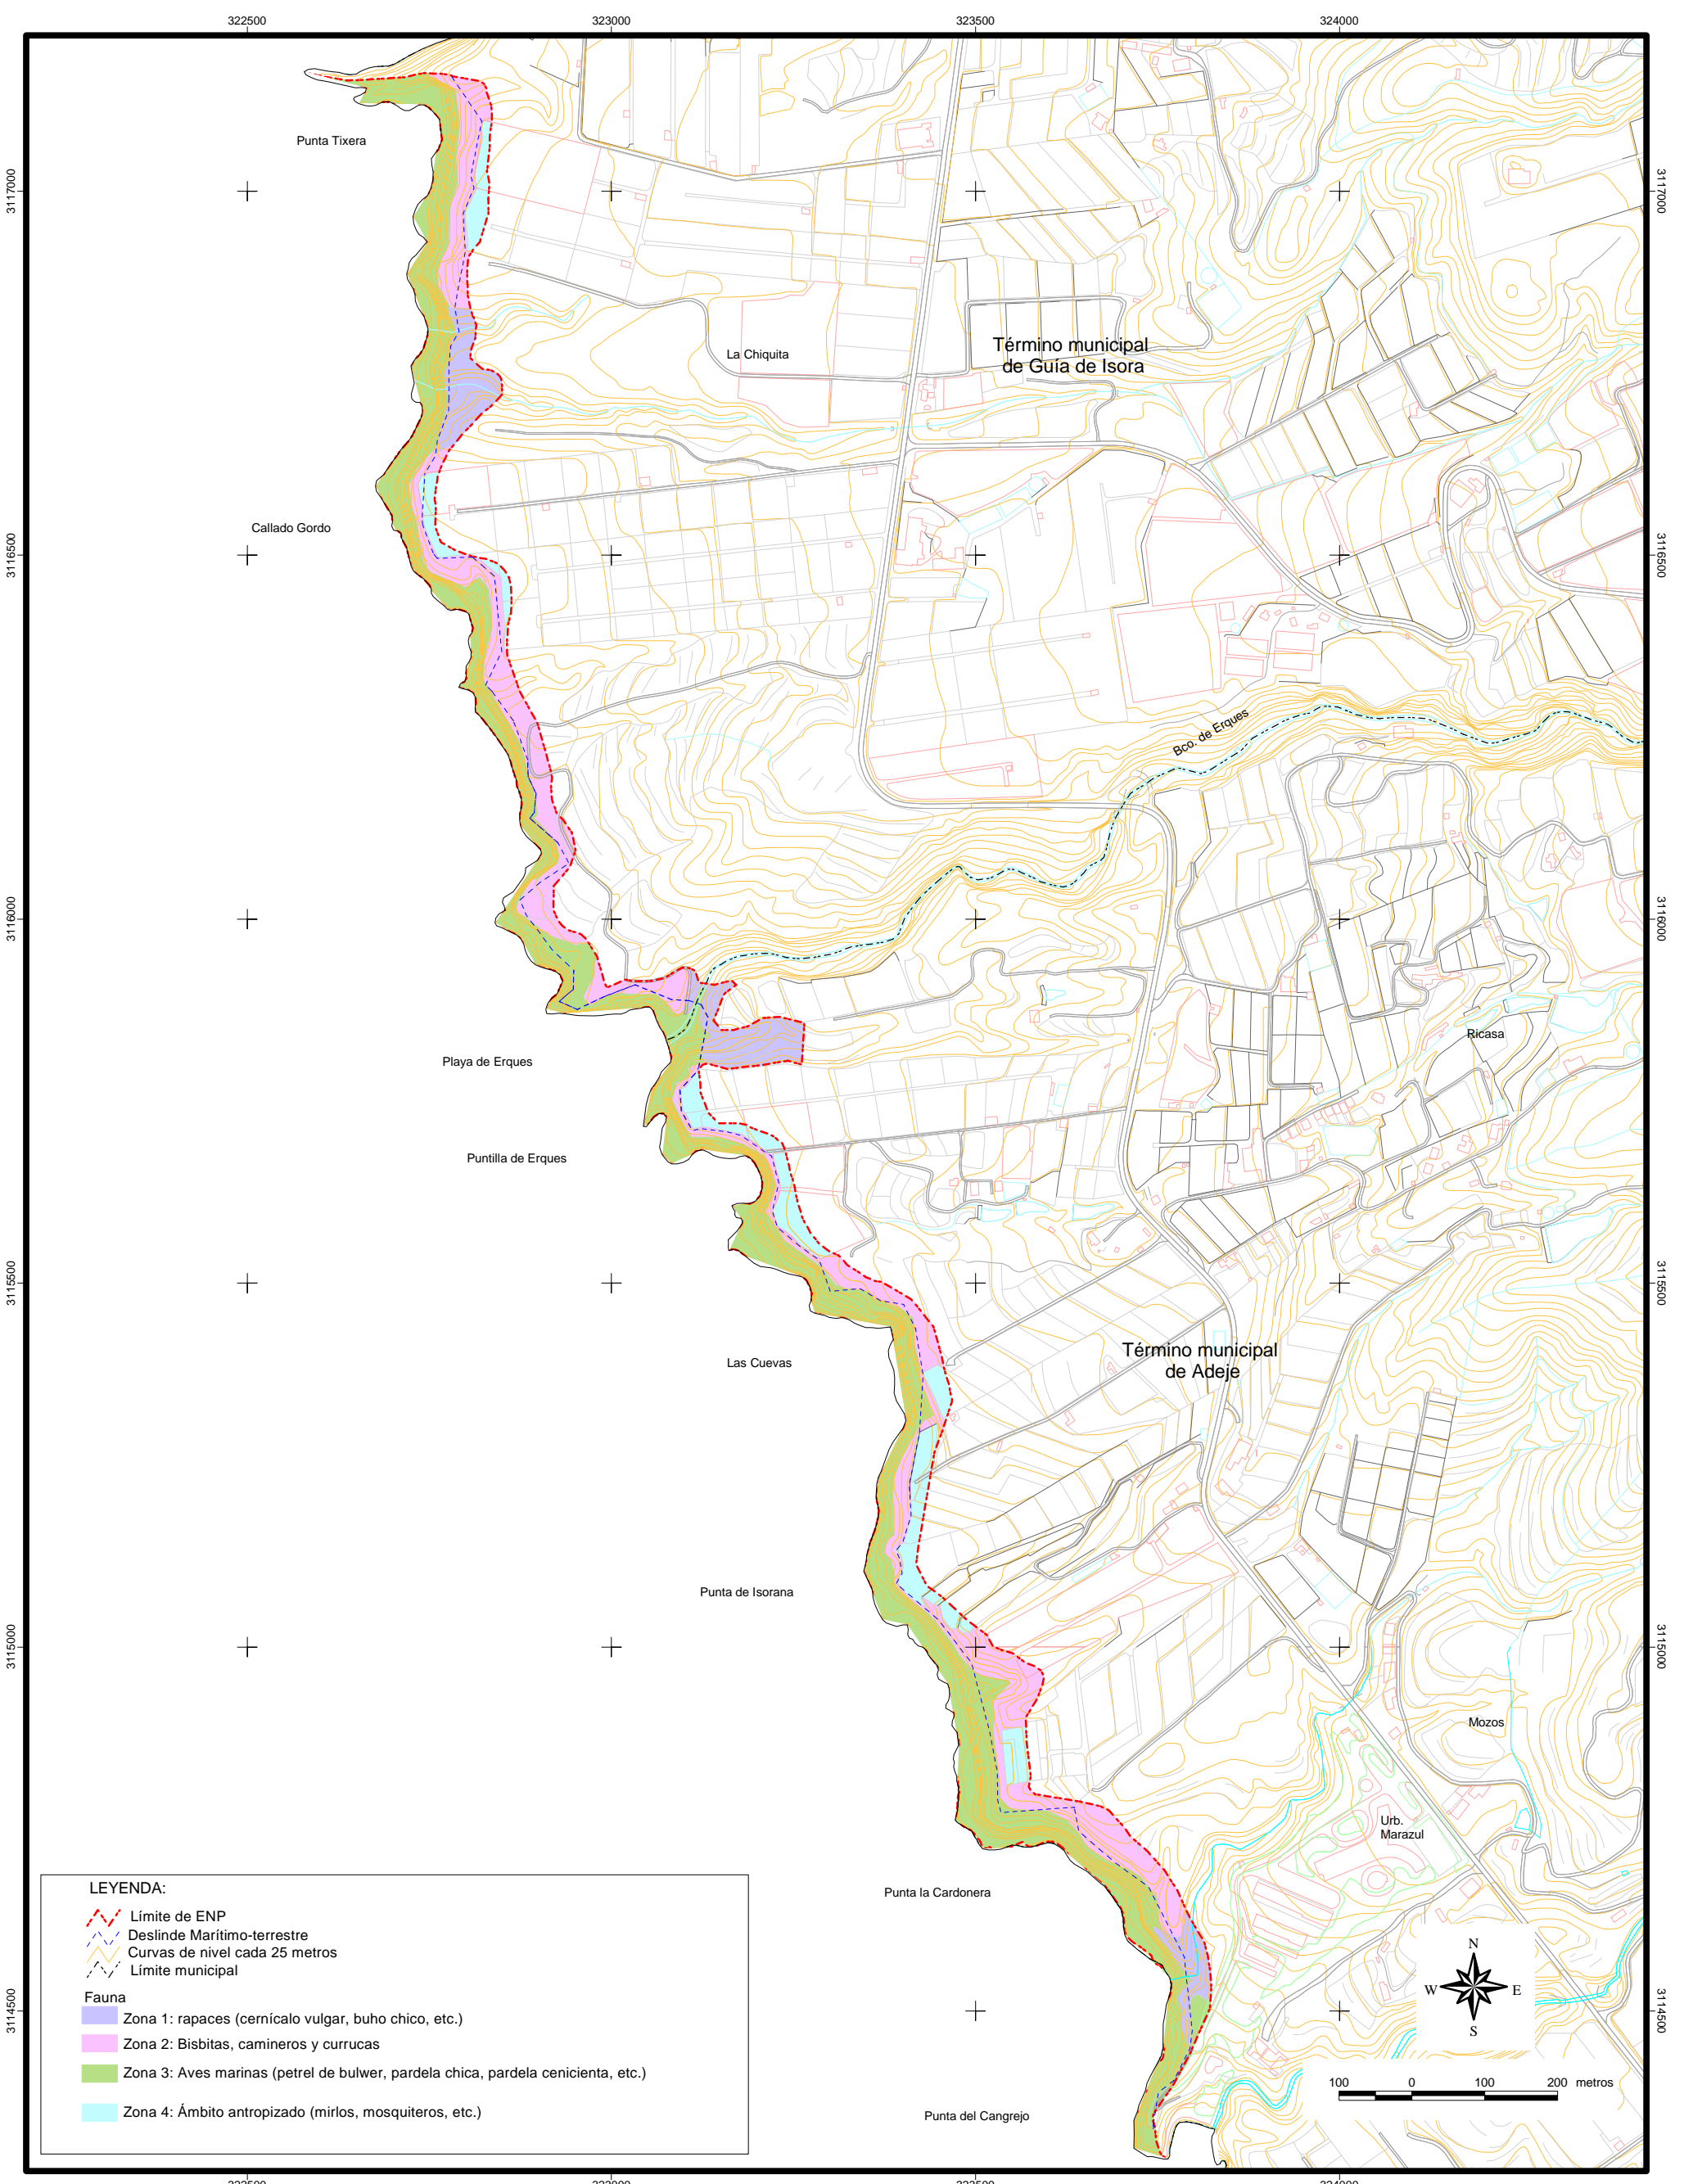 322500
323000
323500
324000
Punta Tixera
3117000
3117000
La Chiquita
Término municipal
de Guía de Isora
Callado Gordo
3116500
3116500
Bco. de Erques
3116000
3116000
Ricasa
Playa de Erques
Puntilla de Erques
3115500
3115500
Término municipal
de Adeje
Las Cuevas
Punta de Isorana
3115000
3115000
Mozos
Urb.
Marazul
Punta la Cardonera
LEYENDA:
Límite de ENP
Deslinde Marítimo-terrestre
Curvas de nivel cada 25 metros
Límite municipal
Fauna
Zona 1: rapaces (cernícalo vulgar, buho chico, etc.)
Zona 2: Bisbitas, camineros y currucas
Zona 3: Aves marinas (petrel de bulwer, pardela chica, pardela cenicienta, etc.)
Zona 4: Ámbito antropizado (mirlos, mosquiteros, etc.)
N
W
E
S
3114500
3114500
100 0 100 200 metros
Punta del Cangrejo
322500
323000
323500
324000